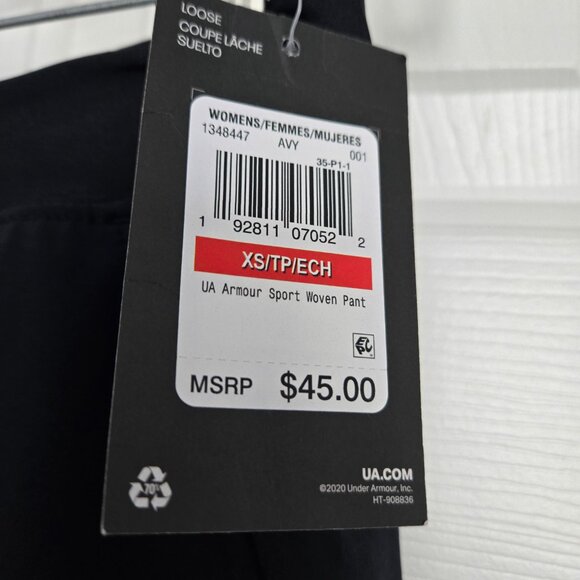 LOOSE
COUPE LÂCHE
SUELTO
WOMENS/FEMMES/MUJERES
1348447 AVY 001
35-P1-1
1 92811 07052 2
XS/TP/ECH
UA Armour Sport Woven Pant
MSRP $45.00
70%
UA.COM
©2020 Under Armour, Inc.
HT-908836